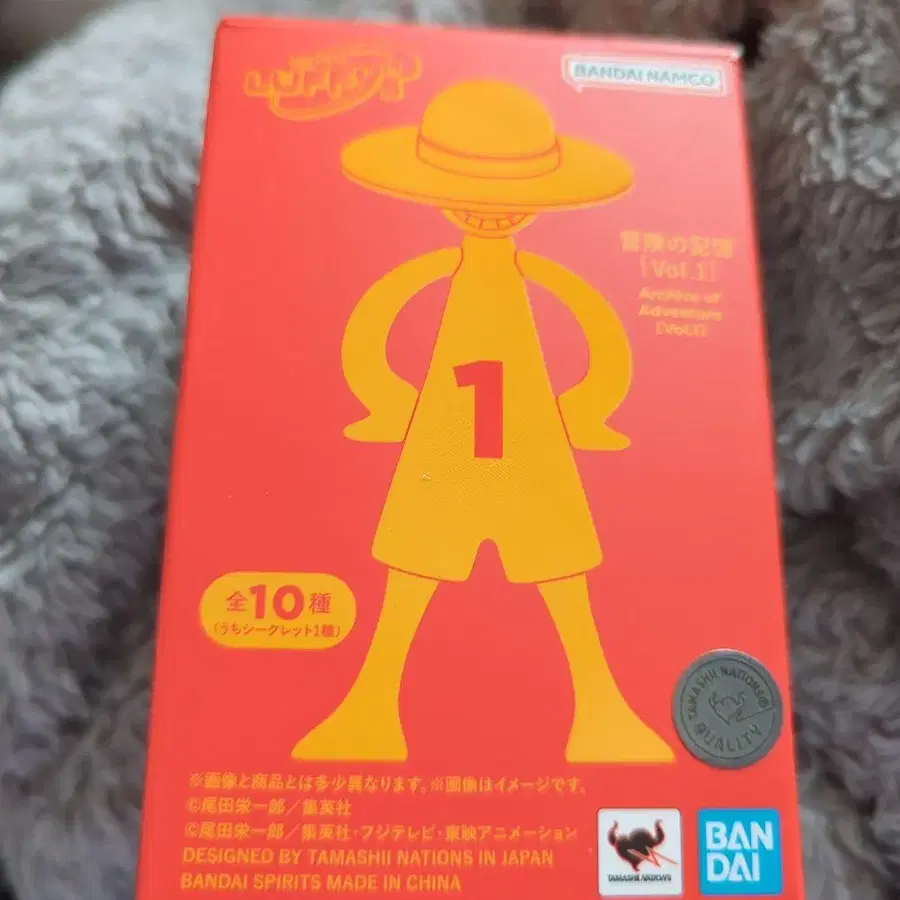 LUFFY
BANDAI NAMCO
冒険の記憶
[Vol.1]
Archive of
Adventure
[Vol.1]
1
全10種
(うちシークレット1種)
TAMASHII NATIONS®
QUALITY
※画像と商品とは多少異なります。※画像はイメージです。
©尾田栄一郎／集英社
©尾田栄一郎／集英社・フジテレビ・東映アニメーション
DESIGNED BY TAMASHII NATIONS IN JAPAN
BANDAI SPIRITS MADE IN CHINA
TAMASHII NATIONS
BAN
DAI